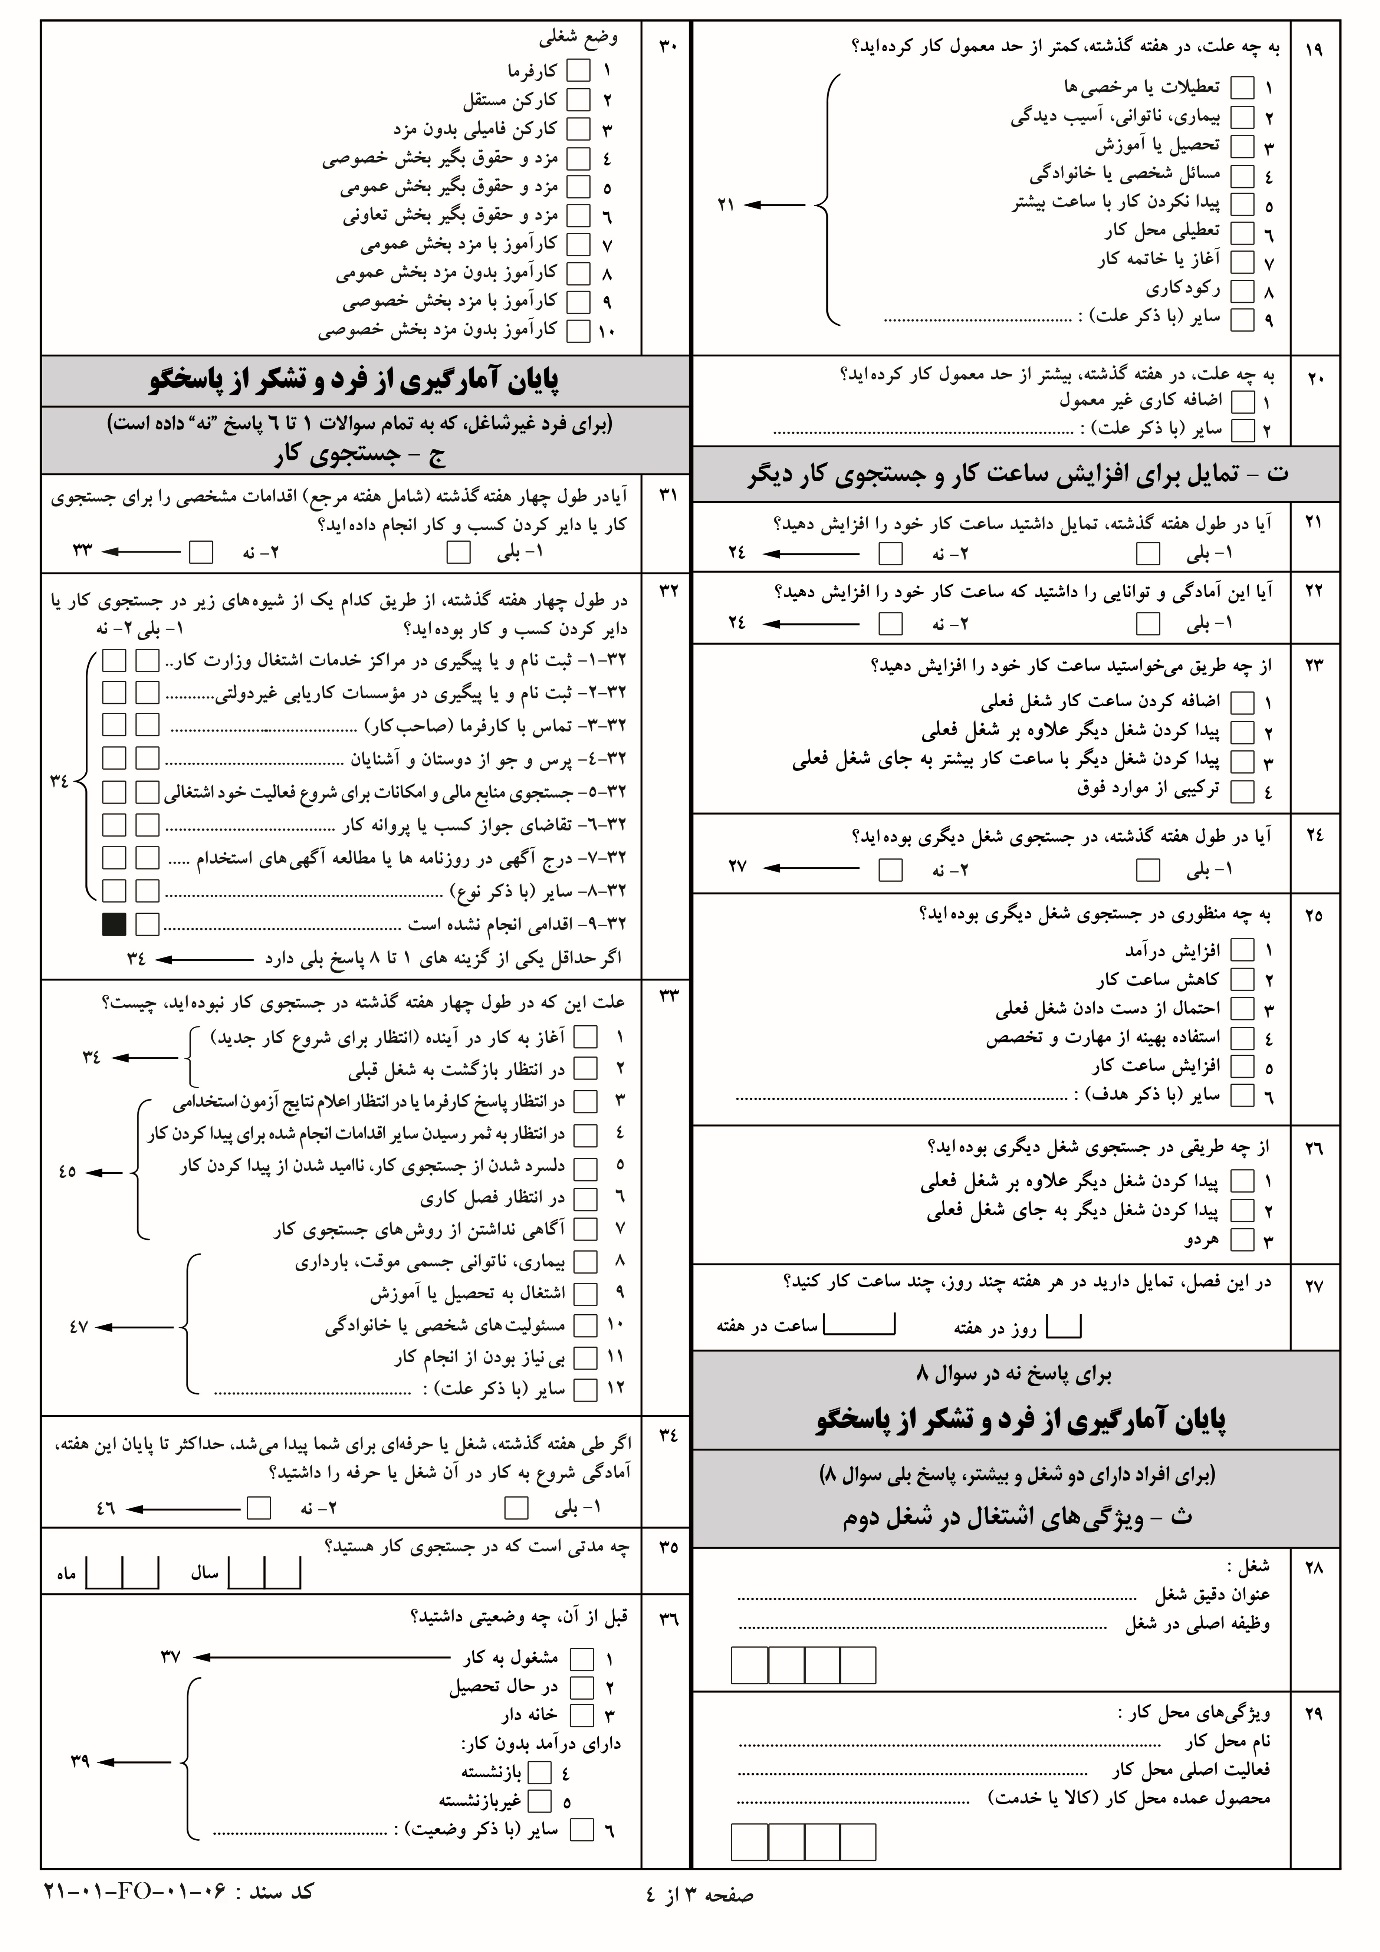 ۱۹
به چه علت، در هفته گذشته، کمتر از حد معمول کار کرده‌اید؟
۱ تعطیلات یا مرخصی‌ها
۲ بیماری، ناتوانی، آسیب دیدگی
۳ تحصیل یا آموزش
٤ مسائل شخصی یا خانوادگی
۵ پیدا نکردن کار با ساعت بیشتر
٦ تعطیلی محل کار
۷ آغاز یا خاتمه کار
۸ رکودکاری
۹ سایر (با ذکر علت) : ..........................................
۲۱
۲۰
به چه علت، در هفته گذشته، بیشتر از حد معمول کار کرده‌اید؟
۱ اضافه کاری غیر معمول
۲ سایر (با ذکر علت) : ..................................................................
ت – تمایل برای افزایش ساعت کار و جستجوی کار دیگر
۲۱
آیا در طول هفته گذشته، تمایل داشتید ساعت کار خود را افزایش دهید؟
۱- بلی ۲- نه ۲٤
۲۲
آیا این آمادگی و توانایی را داشتید که ساعت کار خود را افزایش دهید؟
۱- بلی ۲- نه ۲٤
۲۳
از چه طریق می‌خواستید ساعت کار خود را افزایش دهید؟
۱ اضافه کردن ساعت کار شغل فعلی
۲ پیدا کردن شغل دیگر علاوه بر شغل فعلی
۳ پیدا کردن شغل دیگر با ساعت کار بیشتر به جای شغل فعلی
٤ ترکیبی از موارد فوق
۲٤
آیا در طول هفته گذشته، در جستجوی شغل دیگری بوده‌اید؟
۱- بلی ۲- نه ۲۷
۲۵
به چه منظوری در جستجوی شغل دیگری بوده‌اید؟
۱ افزایش درآمد
۲ کاهش ساعت کار
۳ احتمال از دست دادن شغل فعلی
٤ استفاده بهینه از مهارت و تخصص
۵ افزایش ساعت کار
٦ سایر (با ذکر هدف) : ..........................................................................
۲٦
از چه طریقی در جستجوی شغل دیگری بوده‌اید؟
۱ پیدا کردن شغل دیگر علاوه بر شغل فعلی
۲ پیدا کردن شغل دیگر به جای شغل فعلی
۳ هردو
۲۷
در این فصل، تمایل دارید در هر هفته چند روز، چند ساعت کار کنید؟
روز در هفته ساعت در هفته
برای پاسخ نه در سوال ۸
پایان آمارگیری از فرد و تشکر از پاسخگو
(برای افراد دارای دو شغل و بیشتر، پاسخ بلی سوال ۸)
ث – ویژگی‌های اشتغال در شغل دوم
۲۸
شغل :
عنوان دقیق شغل ........................................................................................
وظیفه اصلی در شغل .................................................................................
۲۹
ویژگی‌های محل کار :
نام محل کار .............................................................................................
فعالیت اصلی محل کار .............................................................................
محصول عمده محل کار (کالا یا خدمت) ....................................................
۳۰
وضع شغلی
۱ کارفرما
۲ کارکن مستقل
۳ کارکن فامیلی بدون مزد
٤ مزد و حقوق بگیر بخش خصوصی
۵ مزد و حقوق بگیر بخش عمومی
٦ مزد و حقوق بگیر بخش تعاونی
۷ کارآموز با مزد بخش عمومی
۸ کارآموز بدون مزد بخش عمومی
۹ کارآموز با مزد بخش خصوصی
۱۰ کارآموز بدون مزد بخش خصوصی
پایان آمارگیری از فرد و تشکر از پاسخگو
(برای فرد غیرشاغل، که به تمام سوالات ۱ تا ٦ پاسخ “نه” داده است)
ج – جستجوی کار
۳۱
آیادر طول چهار هفته گذشته (شامل هفته مرجع) اقدامات مشخصی را برای جستجوی
کار یا دایر کردن کسب و کار انجام داده‌اید؟
۱- بلی ۲- نه ۳۳
۳۲
در طول چهار هفته گذشته، از طریق کدام یک از شیوه‌های زیر در جستجوی کار یا
دایر کردن کسب و کار بوده‌اید؟ ۱- بلی ۲- نه
۳۲-۱- ثبت نام و یا پیگیری در مراکز خدمات اشتغال وزارت کار..
۳۲-۲- ثبت نام و یا پیگیری در مؤسسات کاریابی غیردولتی...........
۳۲-۳- تماس با کارفرما (صاحب‌کار) .........................................
۳۲-٤- پرس و جو از دوستان و آشنایان ........................................
۳۲-۵- جستجوی منابع مالی و امکانات برای شروع فعالیت خود اشتغالی
۳۲-٦- تقاضای جواز کسب یا پروانه کار ......................................
۳۲-۷- درج آگهی در روزنامه ها یا مطالعه آگهی‌های استخدام .....
۳۲-۸- سایر (با ذکر نوع) ..............................................................
۳٤
۳۲-۹- اقدامی انجام نشده است .....................................................
اگر حداقل یکی از گزینه های ۱ تا ۸ پاسخ بلی دارد ۳٤
۳۳
علت این که در طول چهار هفته گذشته در جستجوی کار نبوده‌اید، چیست؟
۱ آغاز به کار در آینده (انتظار برای شروع کار جدید)
۲ در انتظار بازگشت به شغل قبلی
۳٤
۳ در انتظار پاسخ کارفرما یا در انتظار اعلام نتایج آزمون استخدامی
٤ در انتظار به ثمر رسیدن سایر اقدامات انجام شده برای پیدا کردن کار
۵ دلسرد شدن از جستجوی کار، ناامید شدن از پیدا کردن کار
٦ در انتظار فصل کاری
۷ آگاهی نداشتن از روش‌های جستجوی کار
٤۵
۸ بیماری، ناتوانی جسمی موقت، بارداری
۹ اشتغال به تحصیل یا آموزش
۱۰ مسئولیت‌های شخصی یا خانوادگی
۱۱ بی‌نیاز بودن از انجام کار
۱۲ سایر (با ذکر علت) : ............................................
٤۷
۳٤
اگر طی هفته گذشته، شغل یا حرفه‌ای برای شما پیدا می‌شد، حداکثر تا پایان این هفته،
آمادگی شروع به کار در آن شغل یا حرفه را داشتید؟
۱- بلی ۲- نه ٤٦
۳۵
چه مدتی است که در جستجوی کار هستید؟
سال ماه
۳٦
قبل از آن، چه وضعیتی داشتید؟
۱ مشغول به کار ۳۷
۲ در حال تحصیل
۳ خانه دار
دارای درآمد بدون کار:
٤ بازنشسته
۵ غیربازنشسته
٦ سایر (با ذکر وضعیت) : .......................................
۳۹
صفحه ۳ از ٤
کد سند : ۲۱-۰۱-FO-۰۱-۰۶